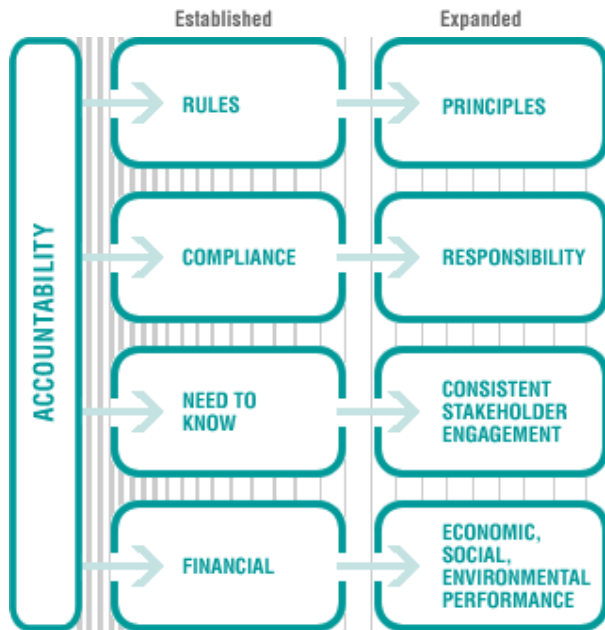 Established
Expanded
ACCOUNTABILITY
RULES
PRINCIPLES
COMPLIANCE
RESPONSIBILITY
NEED TO
KNOW
CONSISTENT
STAKEHOLDER
ENGAGEMENT
FINANCIAL
ECONOMIC,
SOCIAL,
ENVIRONMENTAL
PERFORMANCE